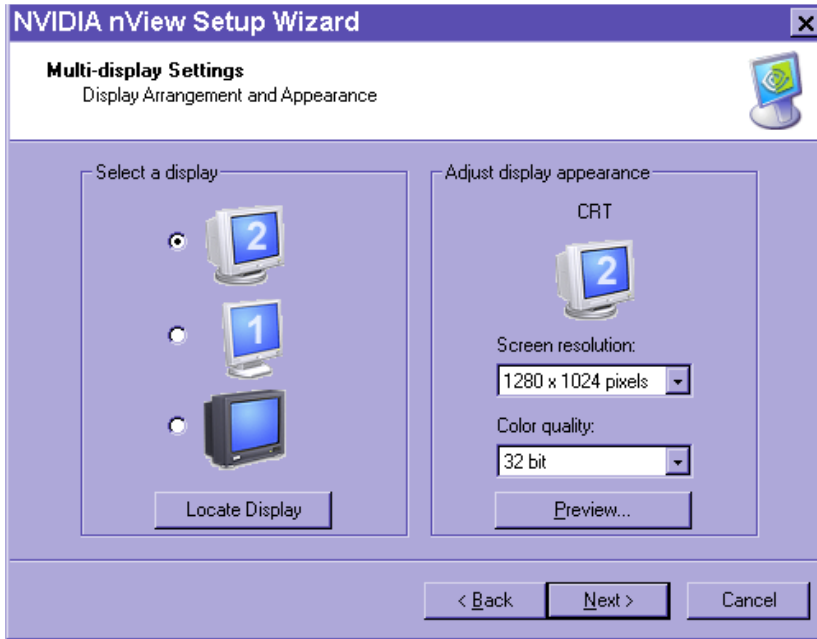 NVIDIA nView Setup Wizard
Multi-display Settings
Display Arrangement and Appearance
Select a display
2
1
Locate Display
Adjust display appearance
CRT
2
Screen resolution:
1280 x 1024 pixels
Color quality:
32 bit
Preview...
< Back
Next >
Cancel